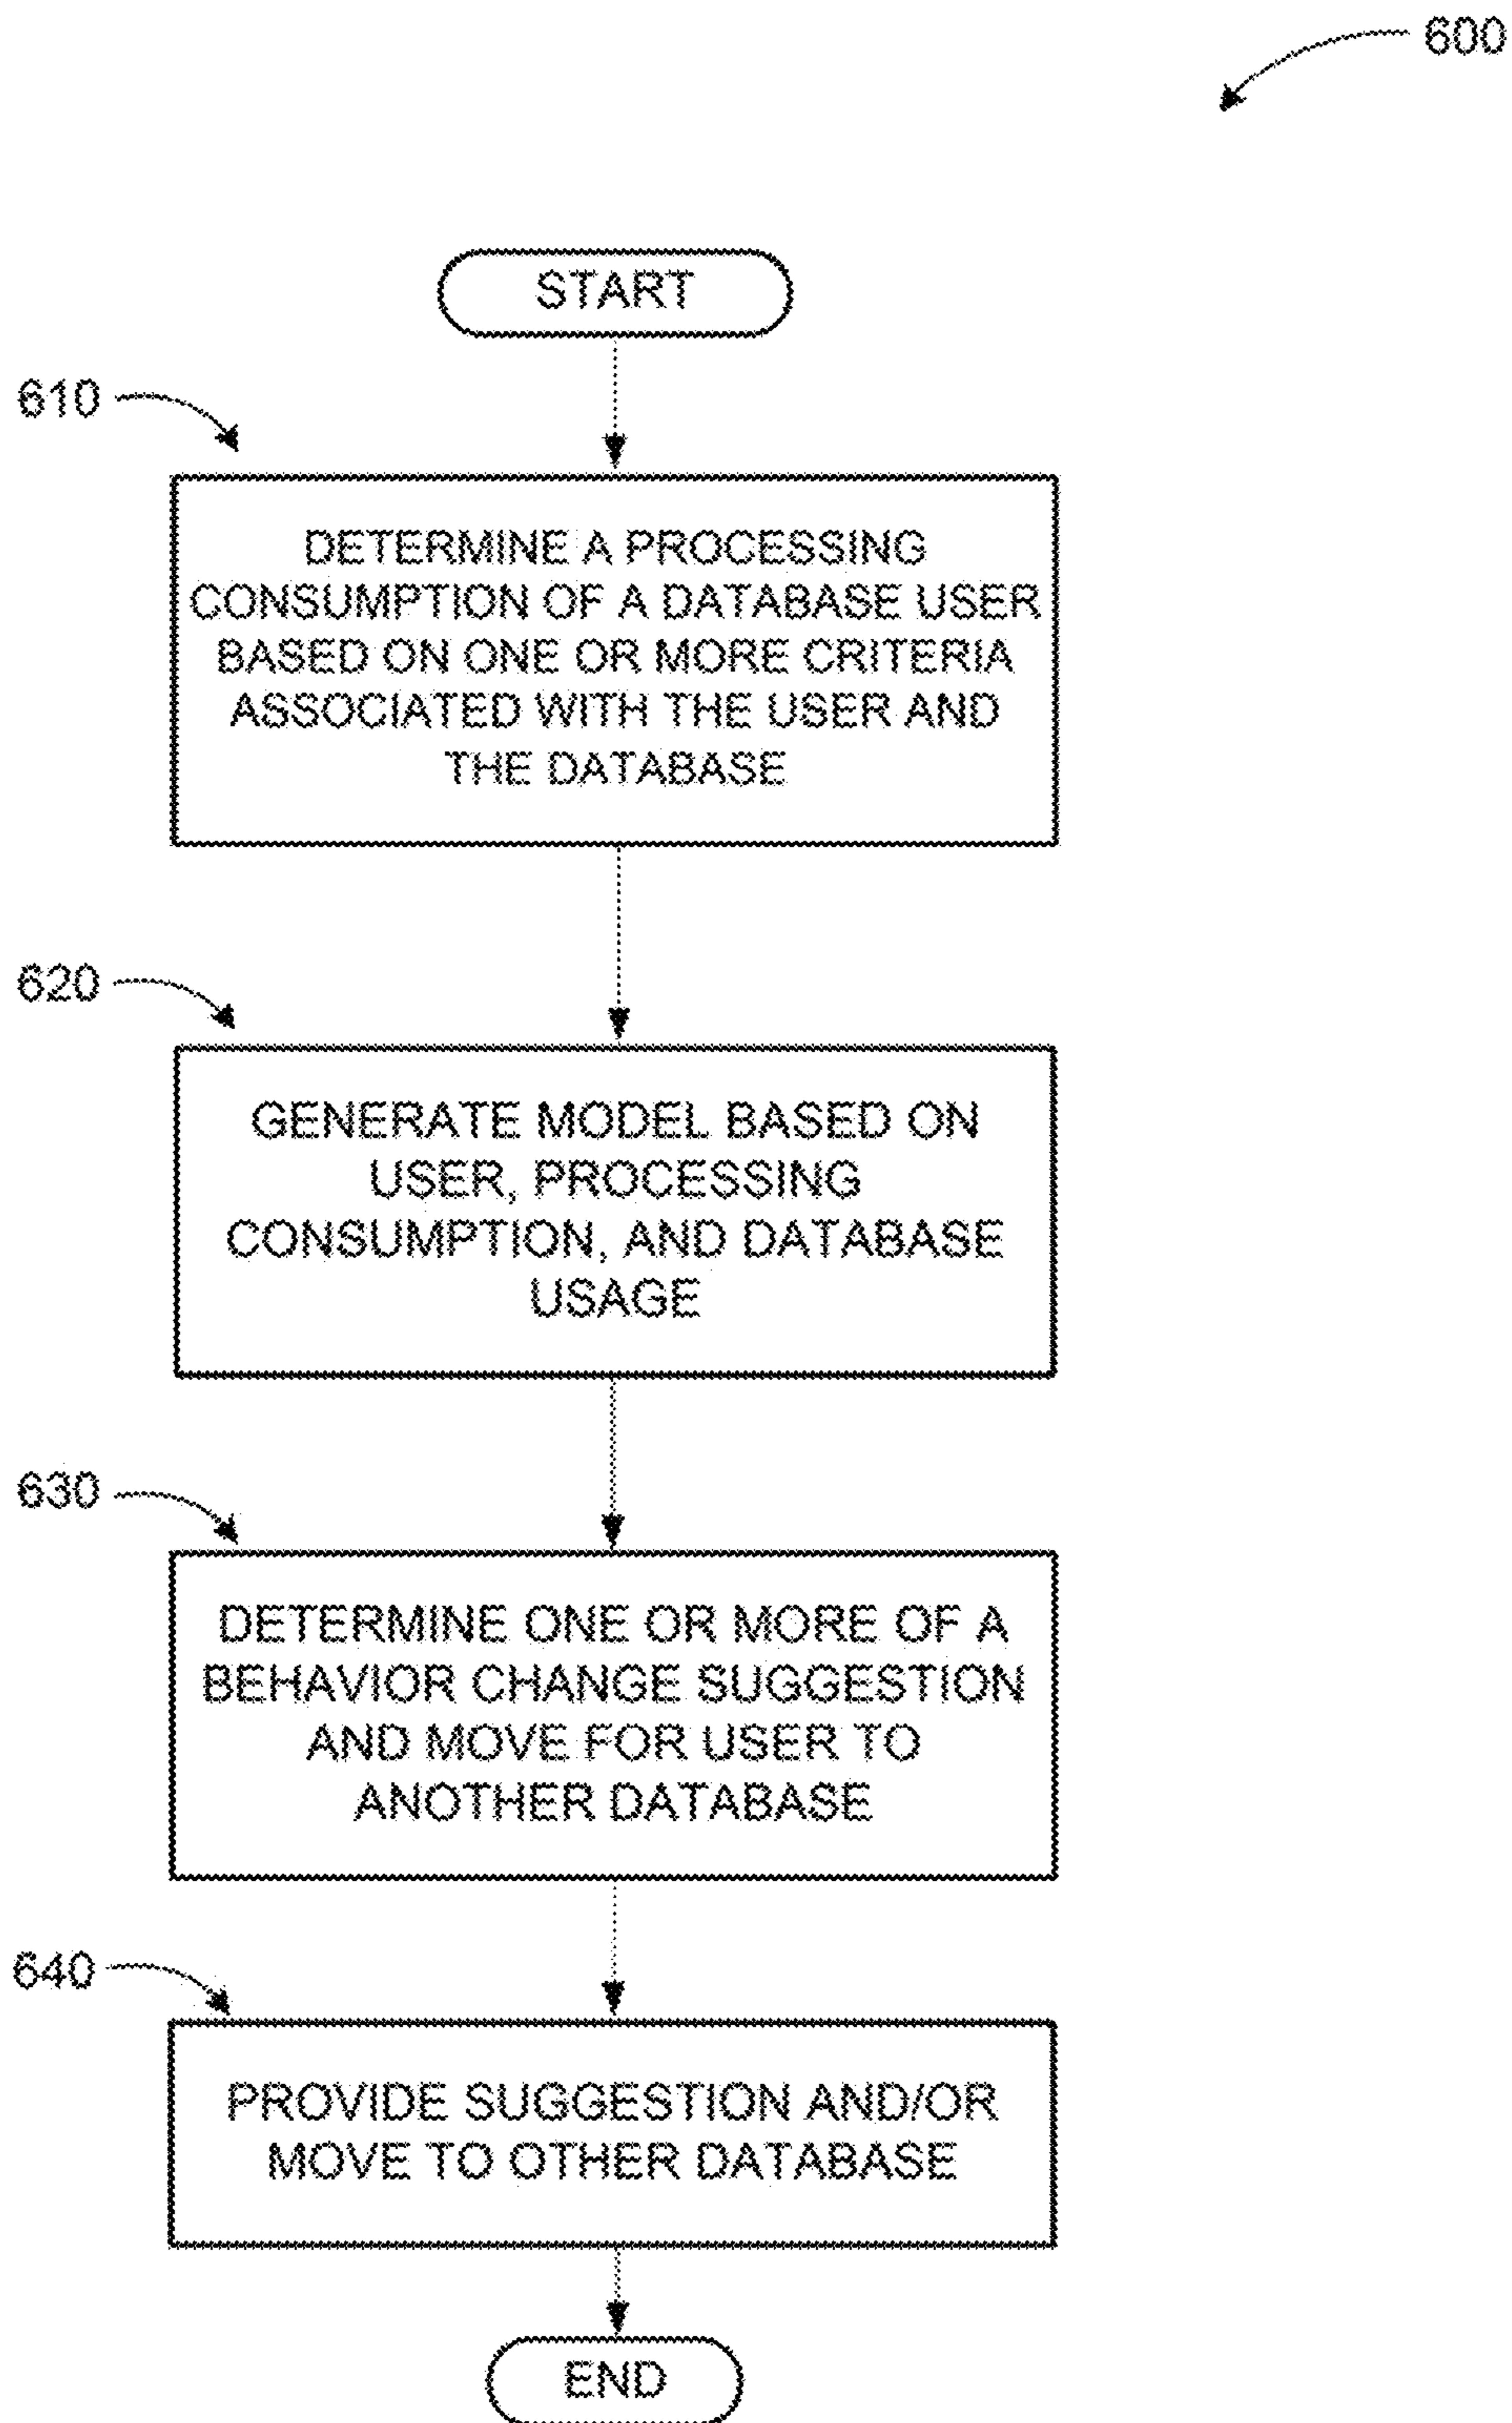 600
START
610
DETERMINE A PROCESSING
CONSUMPTION OF A DATABASE USER
BASED ON ONE OR MORE CRITERIA
ASSOCIATED WITH THE USER AND
THE DATABASE
620
GENERATE MODEL BASED ON
USER, PROCESSING
CONSUMPTION, AND DATABASE
USAGE
630
DETERMINE ONE OR MORE OF A
BEHAVIOR CHANGE SUGGESTION
AND MOVE FOR USER TO
ANOTHER DATABASE
640
PROVIDE SUGGESTION AND/OR
MOVE TO OTHER DATABASE
END